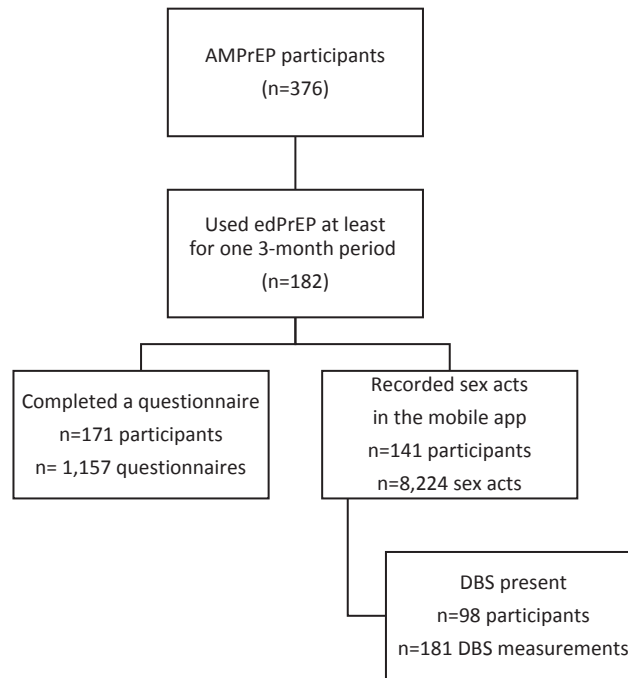 AMPrEP participants
(n=376)
Used edPrEP at least
for one 3-month period
(n=182)
Completed a questionnaire
n=171 participants
n= 1,157 questionnaires
Recorded sex acts
in the mobile app
n=141 participants
n=8,224 sex acts
DBS present
n=98 participants
n=181 DBS measurements